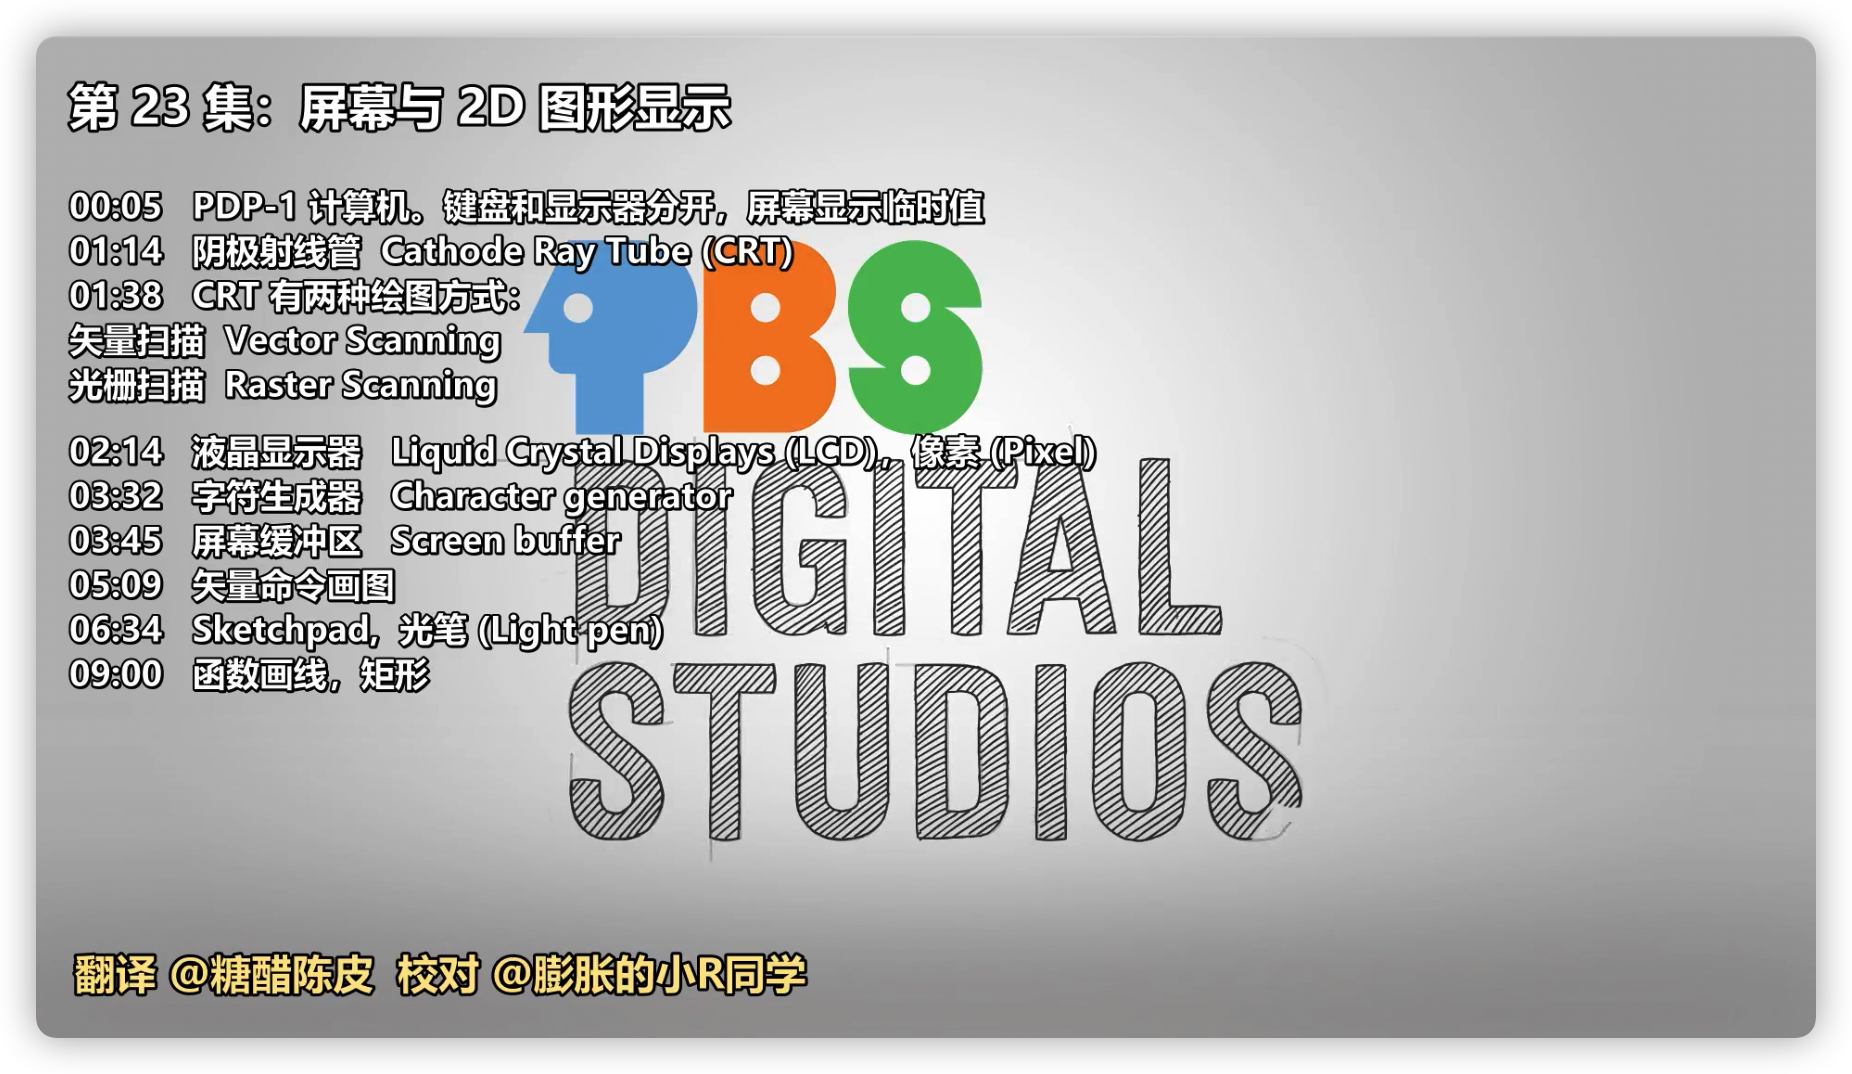 第 23 集：屏幕与 2D 图形显示
00:05 PDP-1 计算机。键盘和显示器分开，屏幕显示临时值
01:14 阴极射线管 Cathode Ray Tube (CRT)
01:38 CRT 有两种绘图方式：
矢量扫描 Vector Scanning
光栅扫描 Raster Scanning
02:14 液晶显示器 Liquid Crystal Displays (LCD)，像素 (Pixel)
03:32 字符生成器 Character generator
03:45 屏幕缓冲区 Screen buffer
05:09 矢量命令画图
06:34 Sketchpad, 光笔 (Light pen)
09:00 函数画线，矩形
PBS
DIGITAL
STUDIOS
翻译 @糖醋陈皮 校对 @膨胀的小R同学